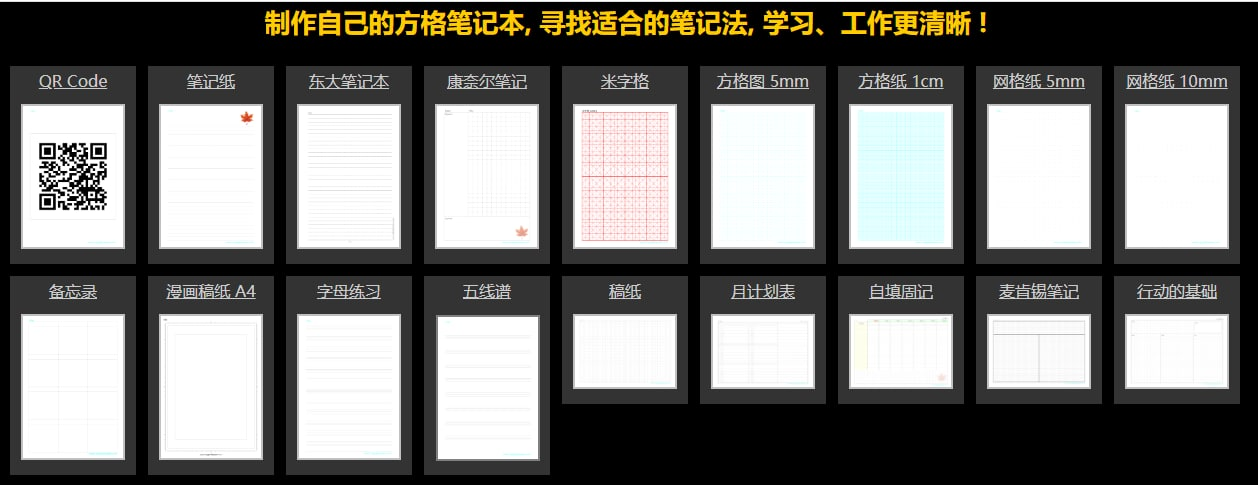 制作自己的方格笔记本, 寻找适合的笔记法, 学习、工作更清晰！
QR Code
笔记纸
东大笔记本
康奈尔笔记
米字格
方格图 5mm
方格纸 1cm
网格纸 5mm
网格纸 10mm
备忘录
漫画稿纸 A4
字母练习
五线谱
稿纸
月计划表
自填周记
麦肯锡笔记
行动的基础